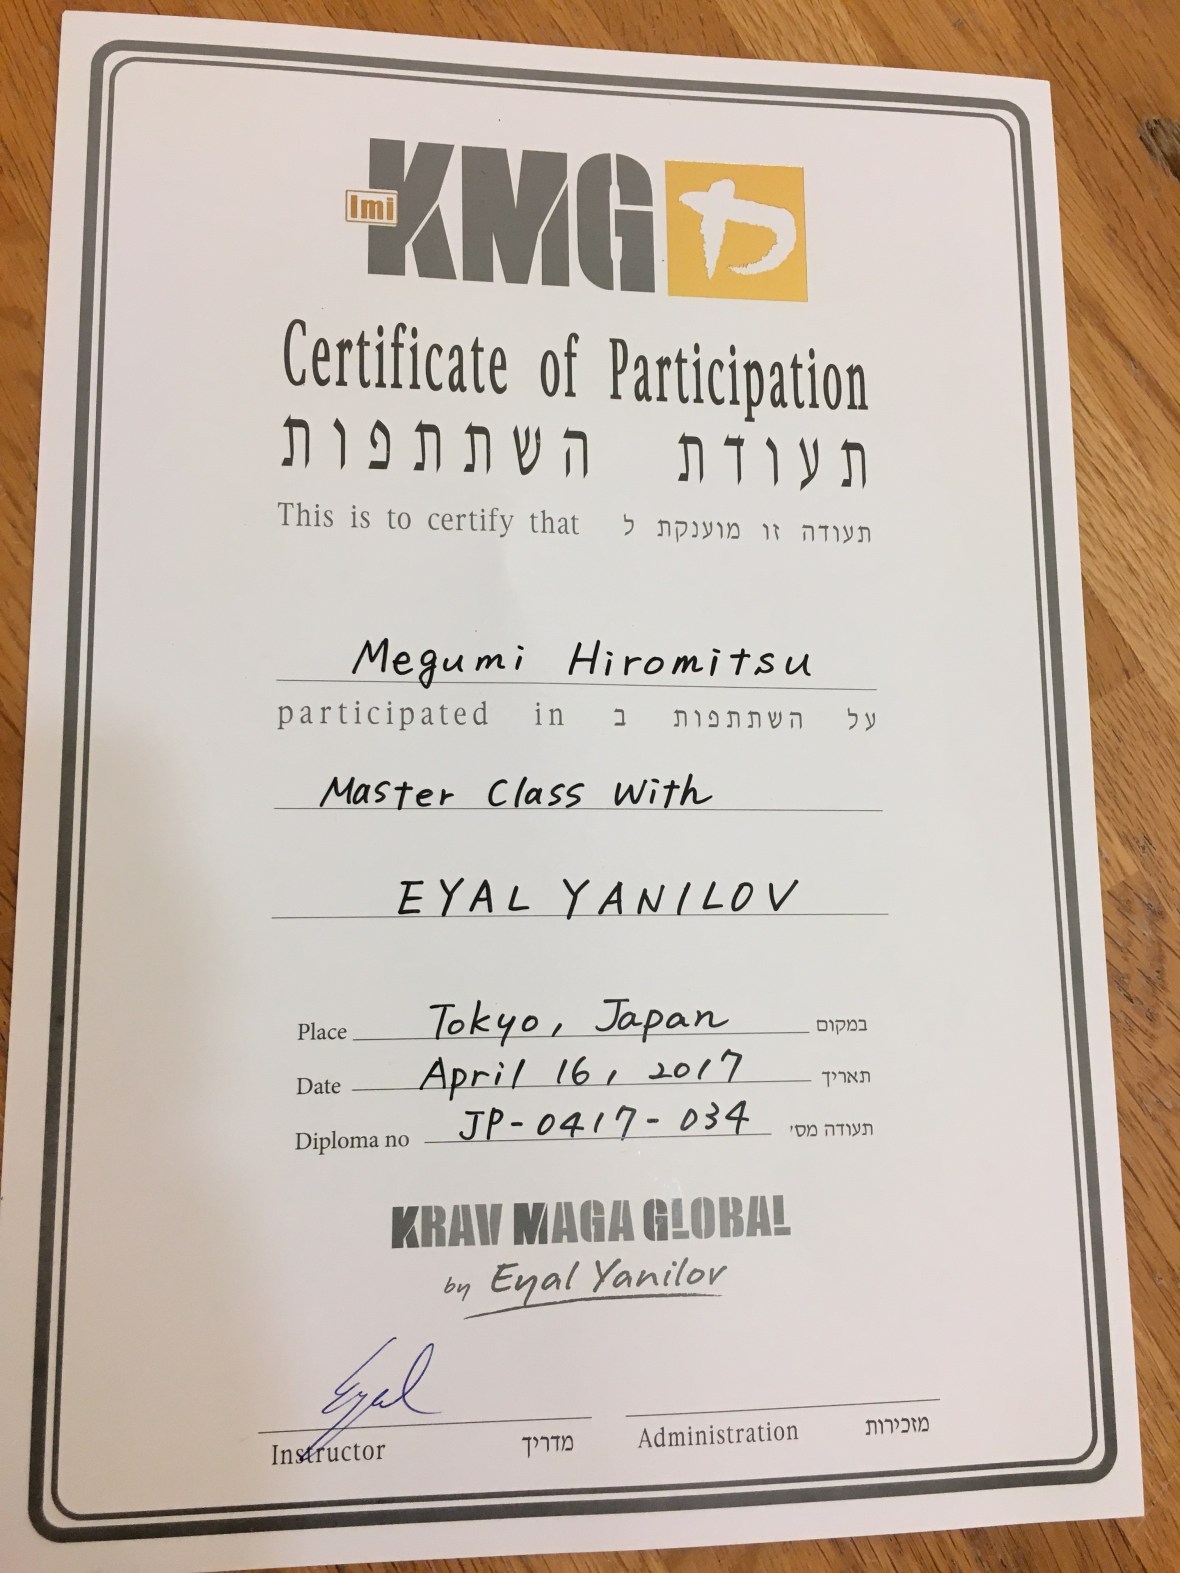 Imi KMG
Certificate of Participation
תעודת השתתפות
This is to certify that תעודה זו מוענקת ל
Megumi Hiromitsu
participated in על השתתפות ב
Master Class With
EYAL YANILOV
Place Tokyo, Japan במקום
Date April 16, 2017 תאריך
Diploma no JP-0417-034 תעודה מס׳
KRAV MAGA GLOBAL
by Eyal Yanilov
Eyal
Instructor מדריך Administration מזכירות